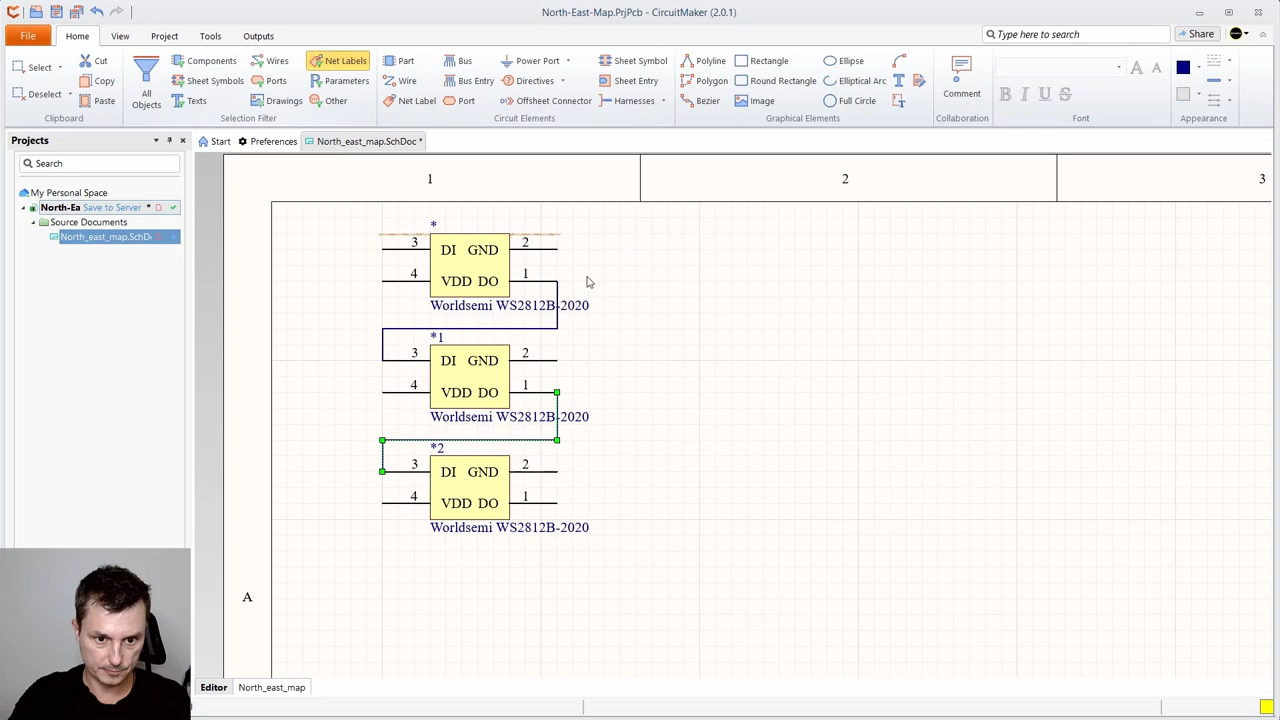 North-East-Map.PrjPcb - CircuitMaker (2.0.1)
File
Home
View
Project
Tools
Outputs
Type here to search
Share
Select
Cut
Copy
Deselect
Paste
Clipboard
All Objects
Components
Wires
Net Labels
Sheet Symbols
Ports
Parameters
Texts
Drawings
Other
Selection Filter
Part
Bus
Power Port
Sheet Symbol
Wire
Bus Entry
Directives
Sheet Entry
Net Label
Port
Offsheet Connector
Harnesses
Circuit Elements
Polyline
Rectangle
Ellipse
Polygon
Round Rectangle
Elliptical Arc
Bezier
Image
Full Circle
Graphical Elements
Comment
Collaboration
Font
Appearance
Projects
Search
My Personal Space
North-Ea Save to Server *
Source Documents
North_east_map.SchD
Start
Preferences
North_east_map.SchDoc *
1
2
3
A
*
3 DI GND 2
4 VDD DO 1
Worldsemi WS2812B-2020
*1
3 DI GND 2
4 VDD DO 1
Worldsemi WS2812B-2020
*2
3 DI GND 2
4 VDD DO 1
Worldsemi WS2812B-2020
Editor
North_east_map